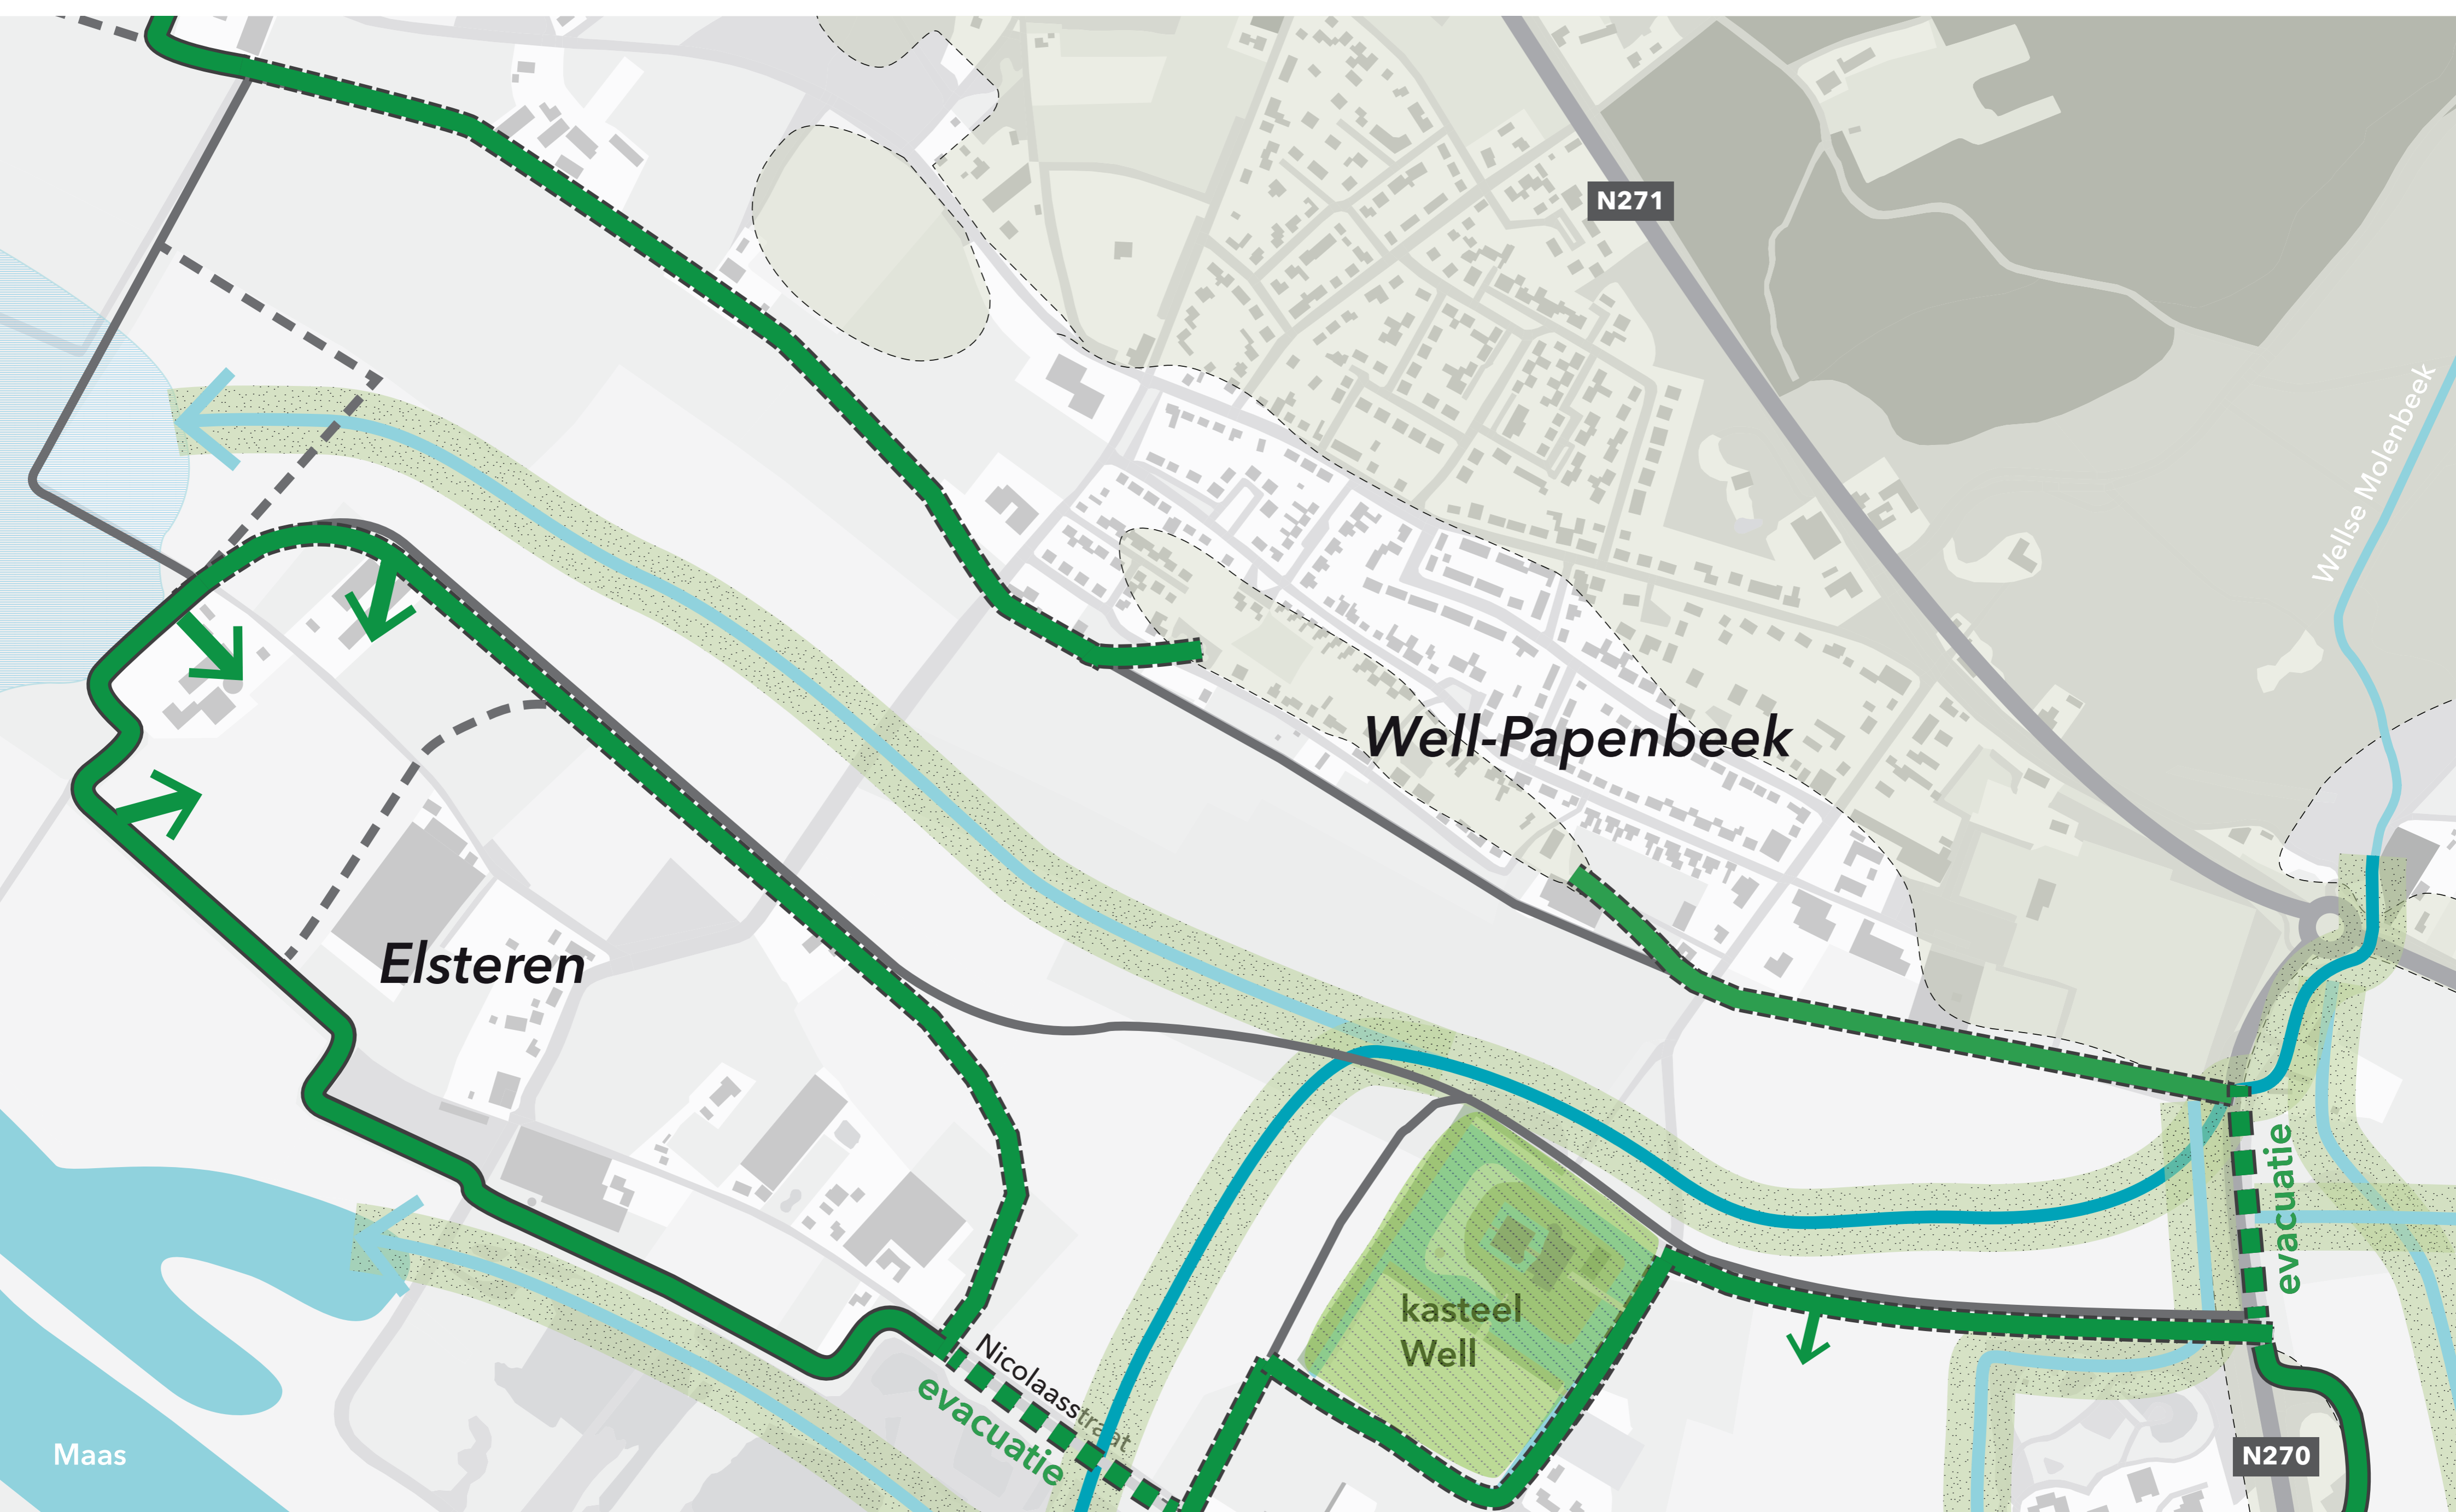 N271
Wellse Molenbeek
Well-Papenbeek
Elsteren
evacuatie
kasteel
Well
Nicolaasstraat
evacuatie
Maas
N270